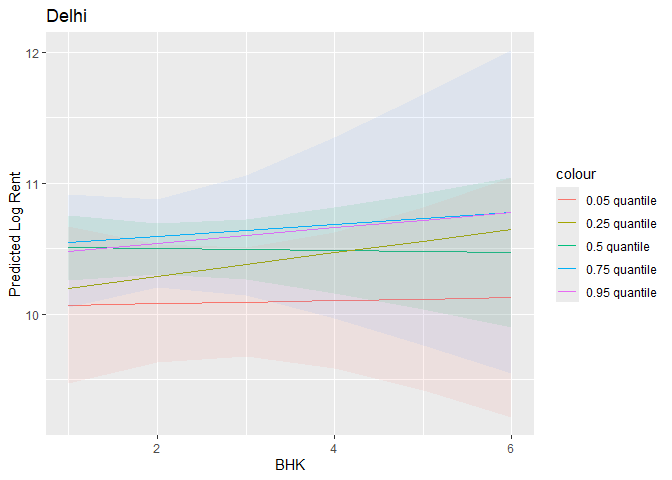 Delhi
12
11
10
Predicted Log Rent
2
4
6
BHK
colour
0.05 quantile
0.25 quantile
0.5 quantile
0.75 quantile
0.95 quantile